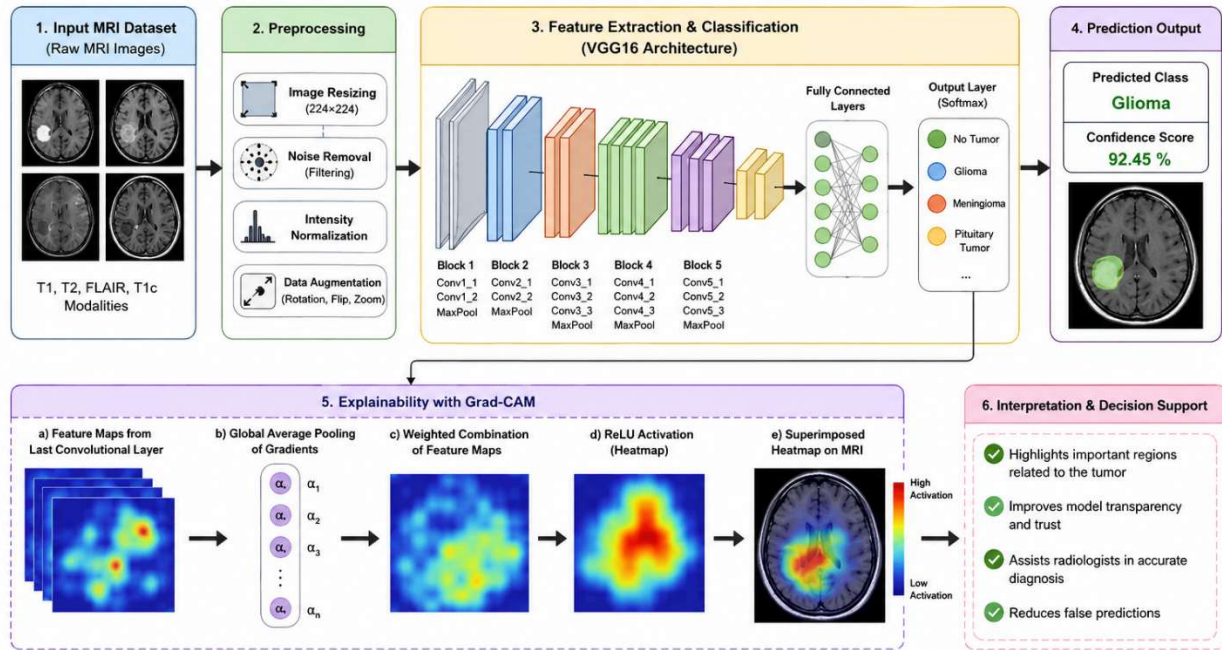 1. Input MRI Dataset
(Raw MRI Images)
T1, T2, FLAIR, T1c
Modalities
2. Preprocessing
Image Resizing
(224×224)
Noise Removal
(Filtering)
Intensity
Normalization
Data Augmentation
(Rotation, Flip, Zoom)
3. Feature Extraction & Classification
(VGG16 Architecture)
Block 1
Conv1_1
Conv1_2
MaxPool
Block 2
Conv2_1
Conv2_2
MaxPool
Block 3
Conv3_1
Conv3_2
Conv3_3
MaxPool
Block 4
Conv4_1
Conv4_2
Conv4_3
MaxPool
Block 5
Conv5_1
Conv5_2
Conv5_3
MaxPool
Fully Connected
Layers
Output Layer
(Softmax)
No Tumor
Glioma
Meningioma
Pituitary
Tumor
...
4. Prediction Output
Predicted Class
Glioma
Confidence Score
92.45 %
5. Explainability with Grad-CAM
a) Feature Maps from
Last Convolutional Layer
b) Global Average Pooling
of Gradients
α, α₁
α, α₂
α, α₃
α, αₙ
c) Weighted Combination
of Feature Maps
d) ReLU Activation
(Heatmap)
e) Superimposed
Heatmap on MRI
High
Activation
Low
Activation
6. Interpretation & Decision Support
Highlights important regions
related to the tumor
Improves model transparency
and trust
Assists radiologists in accurate
diagnosis
Reduces false predictions